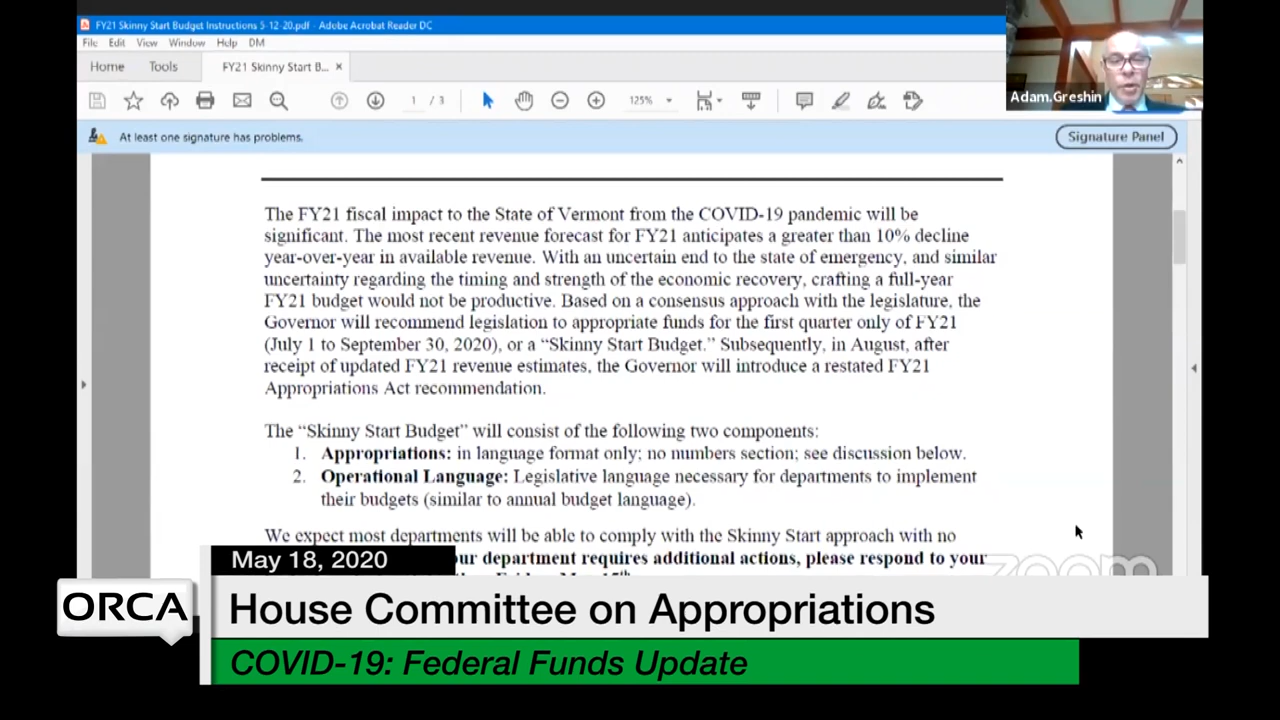 FY21 Skinny Start Budget Instructions 5-12-20.pdf - Adobe Acrobat Reader DC
File Edit View Window Help DM
Home Tools FY21 Skinny Start B... ×
1 / 3 125%
Adam.Greshin
At least one signature has problems.
Signature Panel
The FY21 fiscal impact to the State of Vermont from the COVID-19 pandemic will be
significant. The most recent revenue forecast for FY21 anticipates a greater than 10% decline
year-over-year in available revenue. With an uncertain end to the state of emergency, and similar
uncertainty regarding the timing and strength of the economic recovery, crafting a full-year
FY21 budget would not be productive. Based on a consensus approach with the legislature, the
Governor will recommend legislation to appropriate funds for the first quarter only of FY21
(July 1 to September 30, 2020), or a “Skinny Start Budget.” Subsequently, in August, after
receipt of updated FY21 revenue estimates, the Governor will introduce a restated FY21
Appropriations Act recommendation.
The “Skinny Start Budget” will consist of the following two components:
1. Appropriations: in language format only; no numbers section; see discussion below.
2. Operational Language: Legislative language necessary for departments to implement
their budgets (similar to annual budget language).
We expect most departments will be able to comply with the Skinny Start approach with no
department requires additional actions, please respond to your
zoom
May 18, 2020
ORCA
House Committee on Appropriations
COVID-19: Federal Funds Update